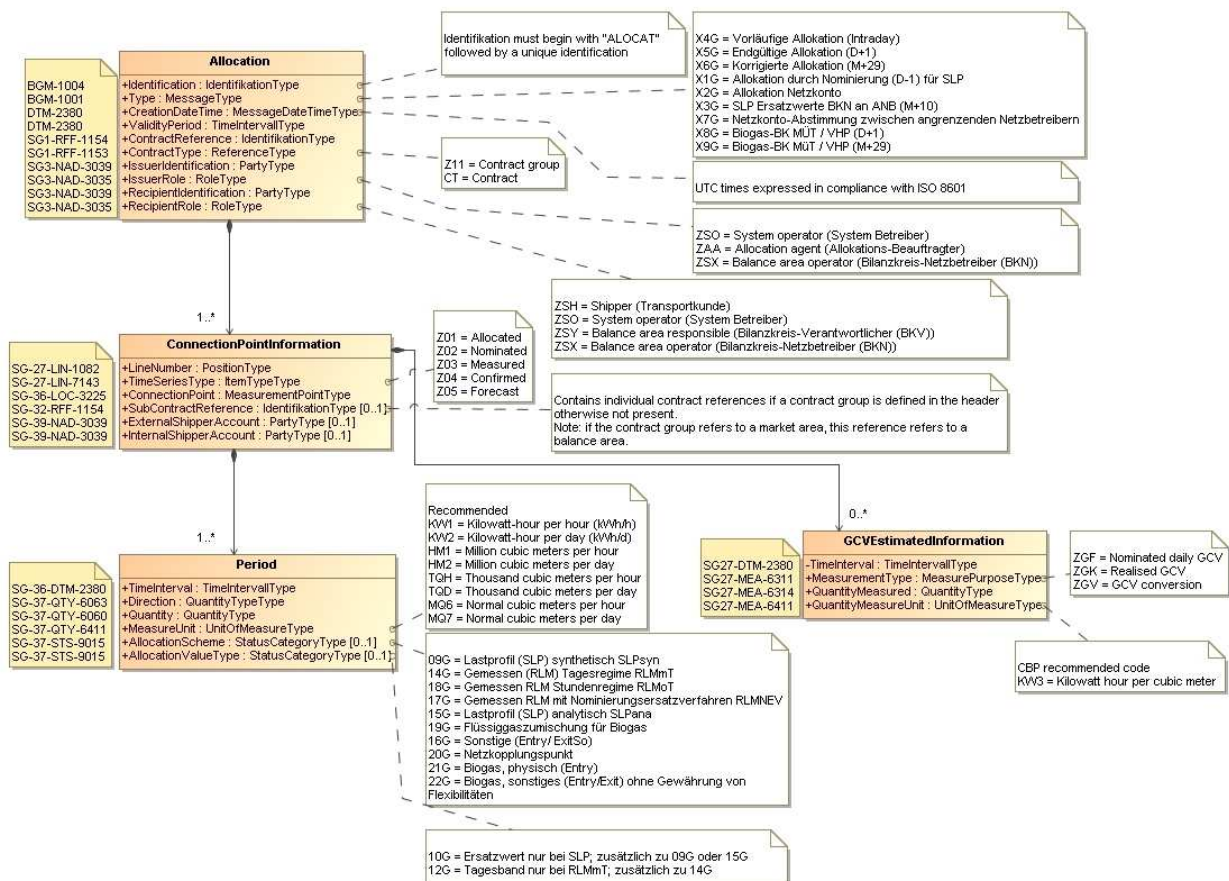 Identifikation must begin with "ALOCAT"
followed by a unique identification
X4G = Vorläufige Allokation (Intraday)
X5G = Endgültige Allokation (D+1)
X6G = Korrigierte Allokation (M+29)
X1G = Allokation durch Nominierung (D-1) für SLP
X2G = Allokation Netzkonto
X3G = SLP Ersatzwerte BKN an ANB (M+10)
X7G = Netzkonto-Abstimmung zwischen angrenzenden Netzbetreibern
X8G = Biogas-BK MÜT / VHP (D+1)
X9G = Biogas-BK MüT / VHP (M+29)
BGM-1004
BGM-1001
DTM-2380
DTM-2380
SG1-RFF-1154
SG1-RFF-1153
SG3-NAD-3039
SG3-NAD-3035
SG3-NAD-3039
SG3-NAD-3035
Allocation
+Identification : IdentifikationType
+Type : MessageType
+CreationDateTime : MessageDateTimeType
+ValidityPeriod : TimeIntervallType
+ContractReference : IdentifikationType
+ContractType : ReferenceType
+IssuerIdentification : PartyType
+IssuerRole : RoleType
+RecipientIdentification : PartyType
+RecipientRole : RoleType
Z11 = Contract group
CT = Contract
UTC times expressed in compliance with ISO 8601
ZSO = System operator (System Betreiber)
ZAA = Allocation agent (Allokations-Beauftragter)
ZSX = Balance area operator (Bilanzkreis-Netzbetreiber (BKN))
ZSH = Shipper (Transportkunde)
ZSO = System operator (System Betreiber)
ZSY = Balance area responsible (Bilanzkreis-Verantwortlicher (BKV))
ZSX = Balance area operator (Bilanzkreis-Netzbetreiber (BKN))
1..*
Z01 = Allocated
Z02 = Nominated
Z03 = Measured
Z04 = Confirmed
Z05 = Forecast
SG-27-LIN-1082
SG-27-LIN-7143
SG-36-LOC-3225
SG-32-RFF-1154
SG-39-NAD-3039
SG-39-NAD-3039
ConnectionPointInformation
+LineNumber : PositionType
+TimeSeriesType : ItemTypeType
+ConnectionPoint : MeasurementPointType
+SubContractReference : IdentifikationType [0..1]
+ExternalShipperAccount : PartyType [0..1]
+InternalShipperAccount : PartyType [0..1]
Contains individual contract references if a contract group is defined in the header
otherwise not present.
Note: if the contract group refers to a market area, this reference refers to a
balance area.
1..*
0..*
Recommended
KW1 = Kilowatt-hour per hour (kWh/h)
KW2 = Kilowatt-hour per day (kWh/d)
HM1 = Million cubic meters per hour
HM2 = Million cubic meters per day
TQH = Thousand cubic meters per hour
TQD = Thousand cubic meters per day
MQ6 = Normal cubic meters per hour
MQ7 = Normal cubic meters per day
SG-36-DTM-2380
SG-37-QTY-6063
SG-37-QTY-6060
SG-37-QTY-6411
SG-37-STS-9015
SG-37-STS-9015
Period
+TimeInterval : TimeIntervallType
+Direction : QuantityTypeType
+Quantity : QuantityType
+MeasureUnit : UnitOfMeasureType
+AllocationScheme : StatusCategoryType [0..1]
+AllocationValueType : StatusCategoryType [0..1]
SG27-DTM-2380
SG27-MEA-6311
SG27-MEA-6314
SG27-MEA-6411
GCVEstimatedInformation
-TimeInterval : TimeIntervallType
+MeasurementType : MeasurePurposeType
+QuantityMeasured : QuantityType
+QuantityMeasureUnit : UnitOfMeasureType
ZGF = Nominated daily GCV
ZGK = Realised GCV
ZGV = GCV conversion
CBP recommended code
KW3 = Kilowatt hour per cubic meter
09G = Lastprofil (SLP) synthetisch SLPsyn
14G = Gemessen (RLM) Tagesregime RLMmT
18G = Gemessen RLM Stundenregime RLMoT
17G = Gemessen RLM mit Nominierungsersatzverfahren RLMNEV
15G = Lastprofil (SLP) analytisch SLPana
19G = Flüssiggaszumischung für Biogas
16G = Sonstige (Entry/ ExitSo)
20G = Netzkopplungspunkt
21G = Biogas, physisch (Entry)
22G = Biogas, sonstiges (Entry/Exit) ohne Gewährung von
Flexibilitäten
10G = Ersatzwert nur bei SLP; zusätzlich zu 09G oder 15G
12G = Tagesband nur bei RLMmT; zusätzlich zu 14G